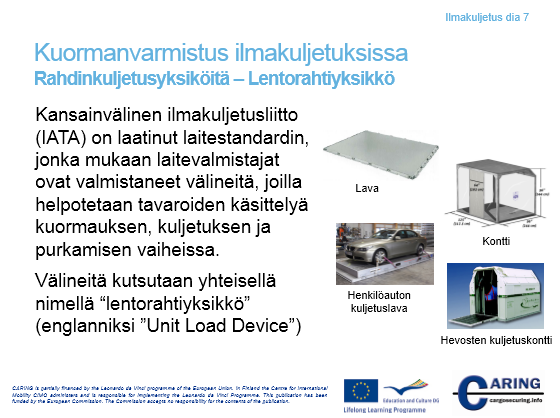 Ilmakuljetus dia 7
Kuormanvarmistus ilmakuljetuksissa
Rahdinkuljetusyksiköitä – Lentorahtiyksikkö
Kansainvälinen ilmakuljetusliitto
(IATA) on laatinut laitestandardin,
jonka mukaan laitevalmistajat
ovat valmistaneet välineitä, joilla
helpotetaan tavaroiden käsittelyä
kuormauksen, kuljetuksen ja
purkamisen vaiheissa.
Välineitä kutsutaan yhteisellä
nimellä “lentorahtiyksikkö”
(englanniksi ”Unit Load Device”)
Lava
Kontti
Henkilöauton
kuljetuslava
Hevosten kuljetuskontti
CARING is partially financed by the Leonardo da Vinci programme of the European Union. In Finland the Centre for International
Mobility CIMO administers and is responsible for implementing the Leonardo da Vinci Programme. This publication has been
funded by the European Commission. The Commission accepts no responsibility for the contents of the publication.
Education and Culture DG
Lifelong Learning Programme
CARING
cargosecuring.info